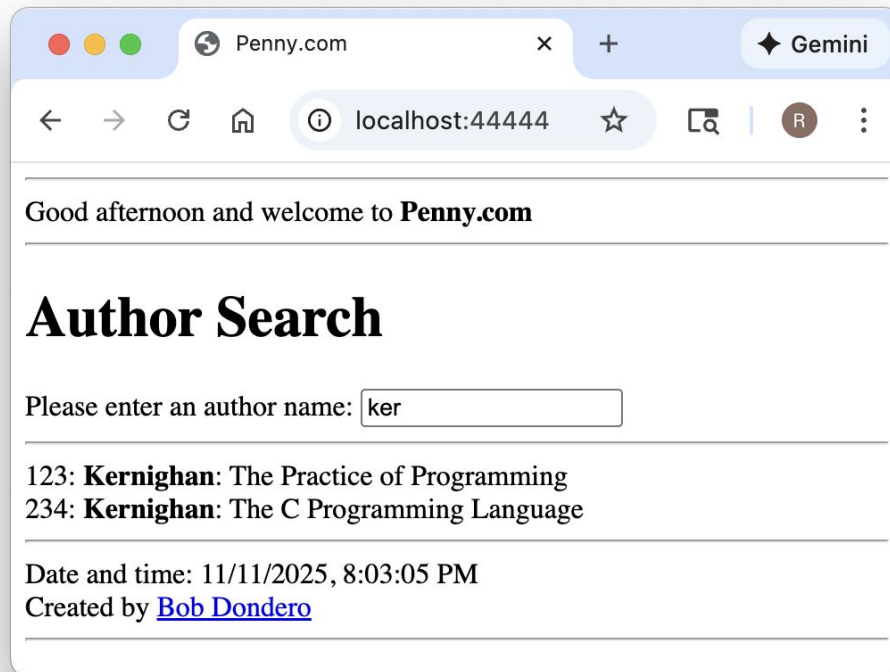 Penny.com
Gemini
localhost:44444
R
Good afternoon and welcome to Penny.com
Author Search
Please enter an author name: ker
123: Kernighan: The Practice of Programming
234: Kernighan: The C Programming Language
Date and time: 11/11/2025, 8:03:05 PM
Created by Bob Dondero